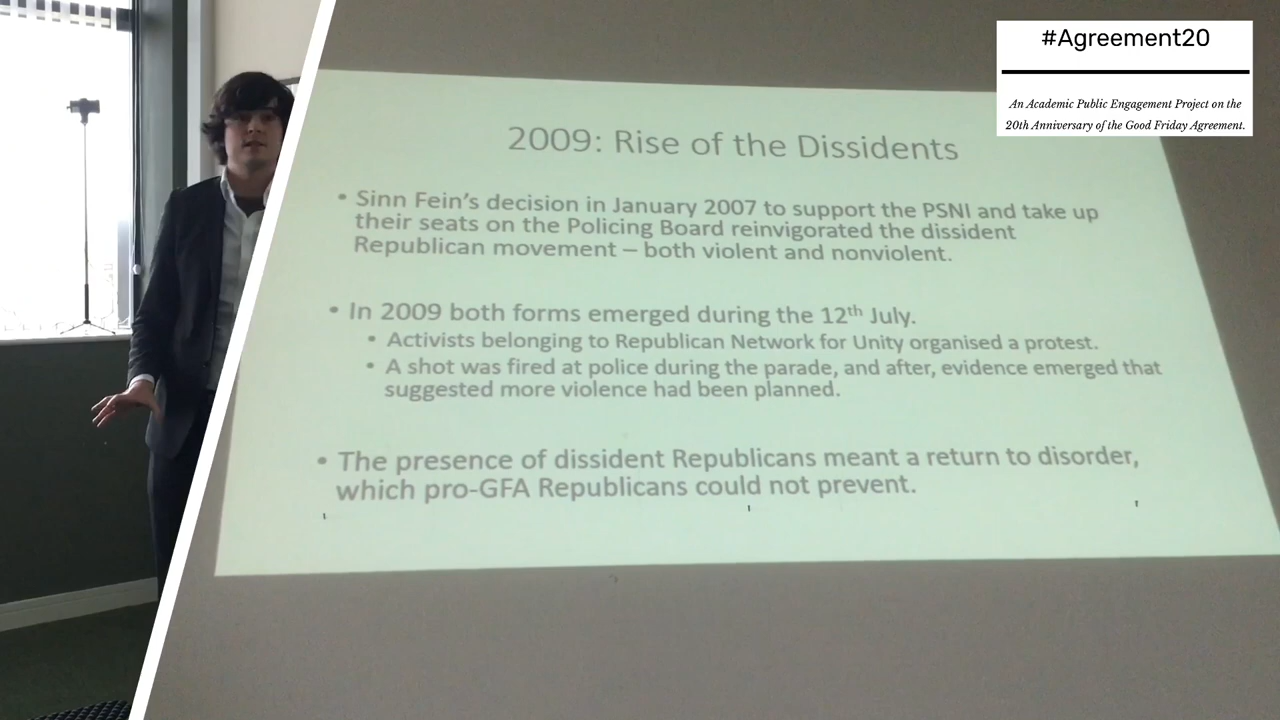 #Agreement20
An Academic Public Engagement Project on the
20th Anniversary of the Good Friday Agreement.
2009: Rise of the Dissidents
• Sinn Fein's decision in January 2007 to support the PSNI and take up
their seats on the Policing Board reinvigorated the dissident
Republican movement – both violent and nonviolent.
• In 2009 both forms emerged during the 12th July.
• Activists belonging to Republican Network for Unity organised a protest.
• A shot was fired at police during the parade, and after, evidence emerged that
suggested more violence had been planned.
• The presence of dissident Republicans meant a return to disorder,
which pro-GFA Republicans could not prevent.